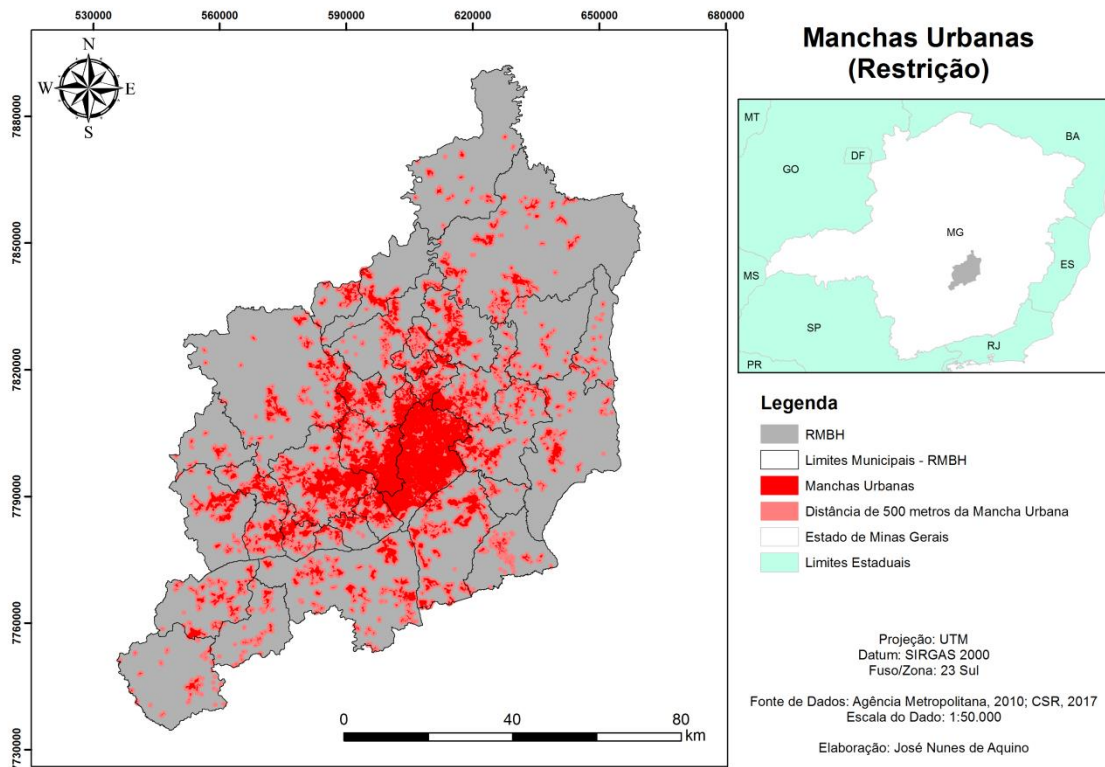 530000 560000 590000 620000 650000 680000
7880000
7850000
7820000
7790000
7760000
7730000
N
W E
S
0 40 80
km
Manchas Urbanas
(Restrição)
MT
BA
DF
GO
MG
MS
ES
SP
RJ
PR
Legenda
RMBH
Limites Municipais - RMBH
Manchas Urbanas
Distância de 500 metros da Mancha Urbana
Estado de Minas Gerais
Limites Estaduais
Projeção: UTM
Datum: SIRGAS 2000
Fuso/Zona: 23 Sul
Fonte de Dados: Agência Metropolitana, 2010; CSR, 2017
Escala do Dado: 1:50.000
Elaboração: José Nunes de Aquino